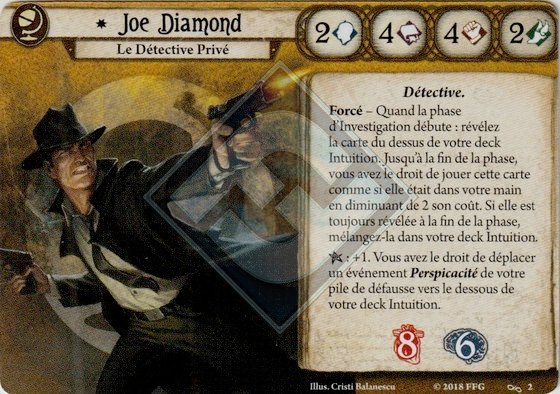 Joe Diamond
Le Détective Privé
2 4 4 2
Détective.
Forcé – Quand la phase
d'Investigation débute : révélez
la carte du dessus de votre deck
Intuition. Jusqu'à la fin de la phase,
vous avez le droit de jouer cette carte
comme si elle était dans votre main
en diminuant de 2 son coût. Si elle est
toujours révélée à la fin de la phase,
mélangez-la dans votre deck Intuition.
: +1. Vous avez le droit de déplacer
un événement Perspicacité de votre
pile de défausse vers le dessous de
votre deck Intuition.
8 6
Illus. Cristi Balanescu © 2018 FFG 2